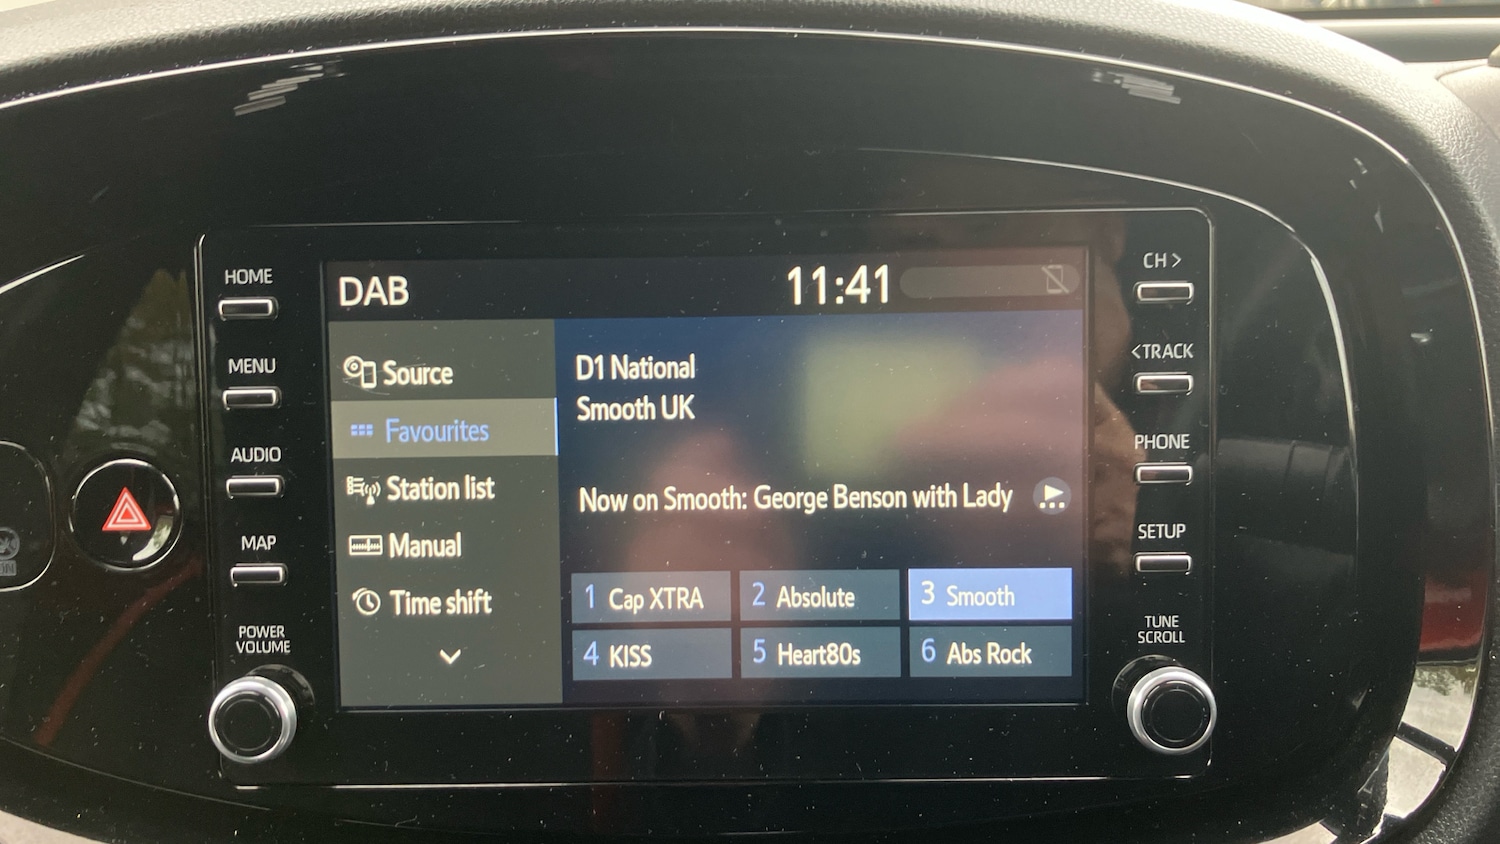 HOME
MENU
AUDIO
MAP
POWER
VOLUME
DAB
11:41
Source
Favourites
Station list
Manual
Time shift
D1 National
Smooth UK
Now on Smooth: George Benson with Lady
1 Cap XTRA
2 Absolute
3 Smooth
4 KISS
5 Heart80s
6 Abs Rock
CH >
< TRACK
PHONE
SETUP
TUNE
SCROLL